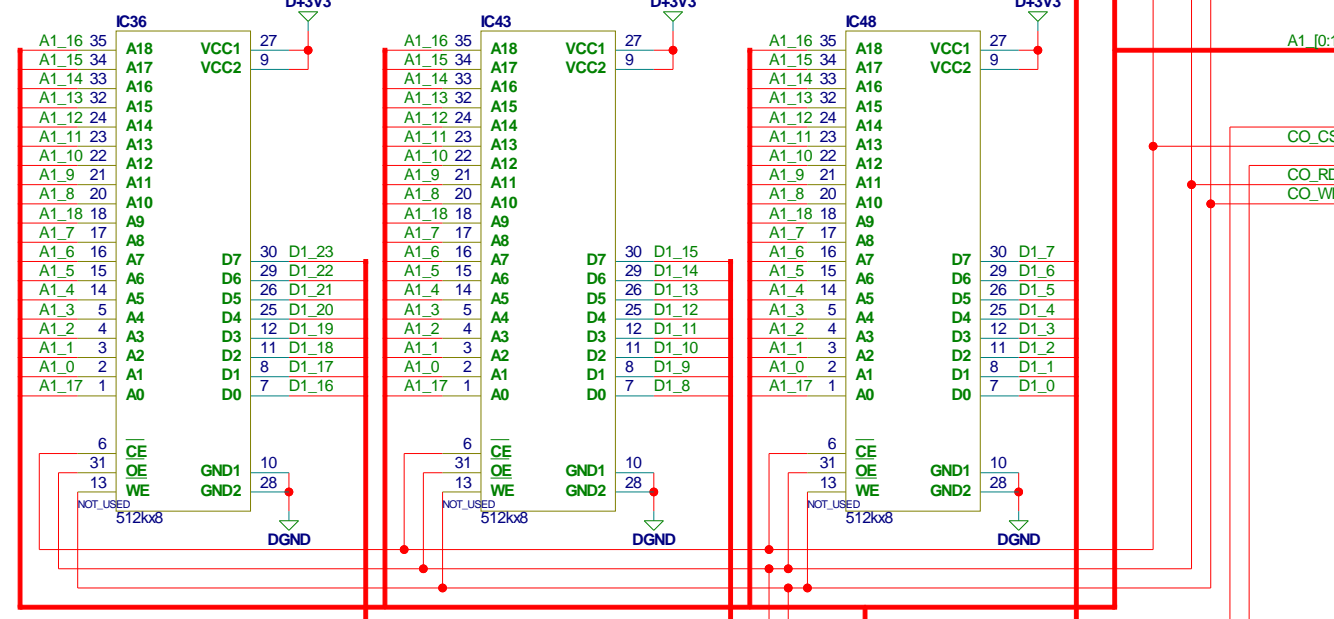 D+3V3
IC36
A1_16 35 A18 VCC1 27
A1_15 34 A17 VCC2 9
A1_14 33 A16
A1_13 32 A15
A1_12 24 A14
A1_11 23 A13
A1_10 22 A12
A1_9 21 A11
A1_8 20 A10
A1_18 18 A9
A1_7 17 A8
A1_6 16 A7 D7 30 D1_23
A1_5 15 A6 D6 29 D1_22
A1_4 14 A5 D5 26 D1_21
A1_3 5 A4 D4 25 D1_20
A1_2 4 A3 D3 12 D1_19
A1_1 3 A2 D2 11 D1_18
A1_0 2 A1 D1 8 D1_17
A1_17 1 A0 D0 7 D1_16
6 CE
31 OE GND1 10
13 WE GND2 28
NOT_USED
512kx8
DGND
D+3V3
IC43
A1_16 35 A18 VCC1 27
A1_15 34 A17 VCC2 9
A1_14 33 A16
A1_13 32 A15
A1_12 24 A14
A1_11 23 A13
A1_10 22 A12
A1_9 21 A11
A1_8 20 A10
A1_18 18 A9
A1_7 17 A8
A1_6 16 A7 D7 30 D1_15
A1_5 15 A6 D6 29 D1_14
A1_4 14 A5 D5 26 D1_13
A1_3 5 A4 D4 25 D1_12
A1_2 4 A3 D3 12 D1_11
A1_1 3 A2 D2 11 D1_10
A1_0 2 A1 D1 8 D1_9
A1_17 1 A0 D0 7 D1_8
6 CE
31 OE GND1 10
13 WE GND2 28
NOT_USED
512kx8
DGND
D+3V3
IC48
A1_16 35 A18 VCC1 27
A1_15 34 A17 VCC2 9
A1_14 33 A16
A1_13 32 A15
A1_12 24 A14
A1_11 23 A13
A1_10 22 A12
A1_9 21 A11
A1_8 20 A10
A1_18 18 A9
A1_7 17 A8
A1_6 16 A7 D7 30 D1_7
A1_5 15 A6 D6 29 D1_6
A1_4 14 A5 D5 26 D1_5
A1_3 5 A4 D4 25 D1_4
A1_2 4 A3 D3 12 D1_3
A1_1 3 A2 D2 11 D1_2
A1_0 2 A1 D1 8 D1_1
A1_17 1 A0 D0 7 D1_0
6 CE
31 OE GND1 10
13 WE GND2 28
NOT_USED
512kx8
DGND
A1_[0:1
CO_CS
CO_RD